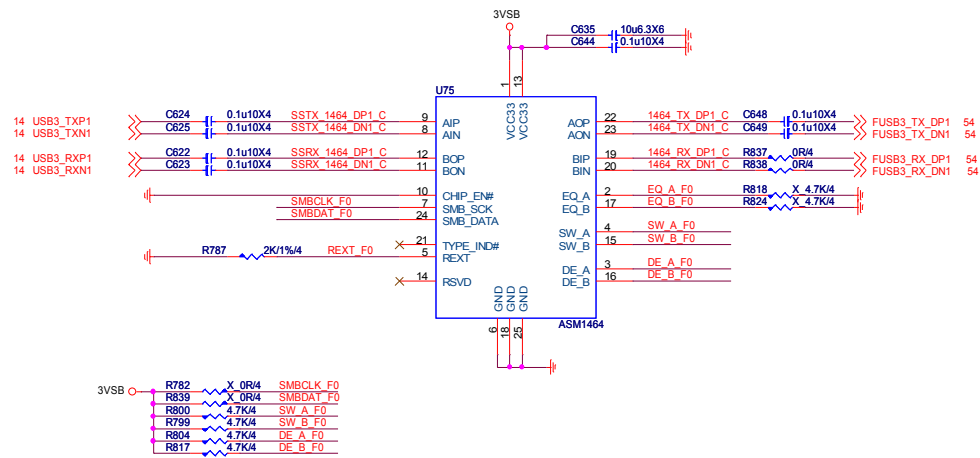 3VSB
C635 10u6.3X6
C644 0.1u10X4
1 13
U75
VCC33 VCC33
14 USB3_TXP1 C624 0.1u10X4 SSTX_1464_DP1_C 9 AIP AOP 22 1464_TX_DP1_C C648 0.1u10X4 FUSB3_TX_DP1 54
14 USB3_TXN1 C625 0.1u10X4 SSTX_1464_DN1_C 8 AIN AON 23 1464_TX_DN1_C C649 0.1u10X4 FUSB3_TX_DN1 54
14 USB3_RXP1 C622 0.1u10X4 SSRX_1464_DP1_C 12 BOP BIP 19 1464_RX_DP1_C R837 0R/4 FUSB3_RX_DP1 54
14 USB3_RXN1 C623 0.1u10X4 SSRX_1464_DN1_C 11 BON BIN 20 1464_RX_DN1_C R838 0R/4 FUSB3_RX_DN1 54
10 CHIP_EN# EQ_A 2 EQ_A_F0 R818 X_4.7K/4
SMBCLK_F0 7 SMB_SCK EQ_B 17 EQ_B_F0 R824 X_4.7K/4
SMBDAT_F0 24 SMB_DATA
SW_A 4 SW_A_F0
21 TYPE_IND# SW_B 15 SW_B_F0
R787 2K/1%/4 REXT_F0 5 REXT
DE_A 3 DE_A_F0
14 RSVD DE_B 16 DE_B_F0
GND GND GND
ASM1464
6 18 25
3VSB
R782 X_0R/4 SMBCLK_F0
R839 X_0R/4 SMBDAT_F0
R800 4.7K/4 SW_A_F0
R799 4.7K/4 SW_B_F0
R804 4.7K/4 DE_A_F0
R817 4.7K/4 DE_B_F0